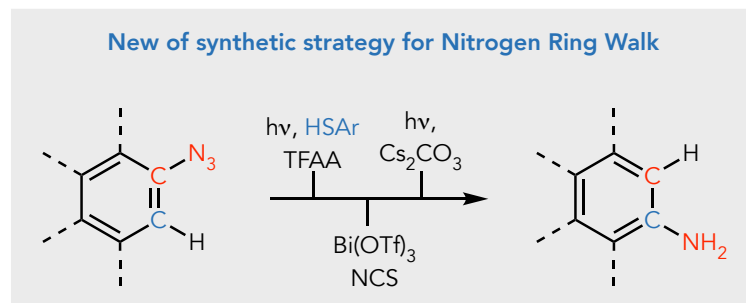 New of synthetic strategy for Nitrogen Ring Walk
hν, HSAr
TFAA
hν,
Cs₂CO₃
Bi(OTf)₃
NCS
C
N₃
C
H
C
H
C
NH₂